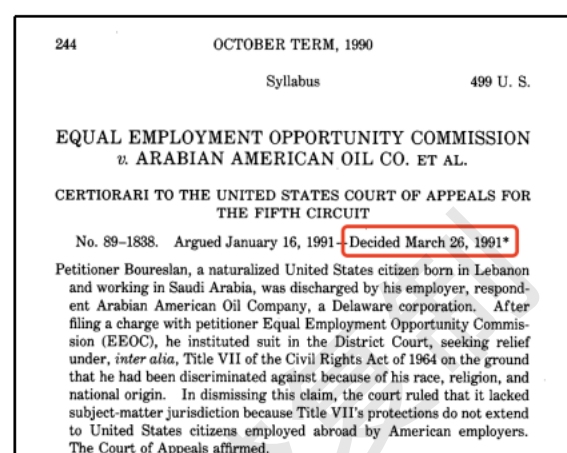 244 OCTOBER TERM, 1990
Syllabus 499 U. S.
EQUAL EMPLOYMENT OPPORTUNITY COMMISSION
v. ARABIAN AMERICAN OIL CO. ET AL.
CERTIORARI TO THE UNITED STATES COURT OF APPEALS FOR
THE FIFTH CIRCUIT
No. 89–1838. Argued January 16, 1991–Decided March 26, 1991*
Petitioner Boureslan, a naturalized United States citizen born in Lebanon
and working in Saudi Arabia, was discharged by his employer, respond-
ent Arabian American Oil Company, a Delaware corporation. After
filing a charge with petitioner Equal Employment Opportunity Commis-
sion (EEOC), he instituted suit in the District Court, seeking relief
under, inter alia, Title VII of the Civil Rights Act of 1964 on the ground
that he had been discriminated against because of his race, religion, and
national origin. In dismissing this claim, the court ruled that it lacked
subject-matter jurisdiction because Title VII's protections do not extend
to United States citizens employed abroad by American employers.
The Court of Appeals affirmed.